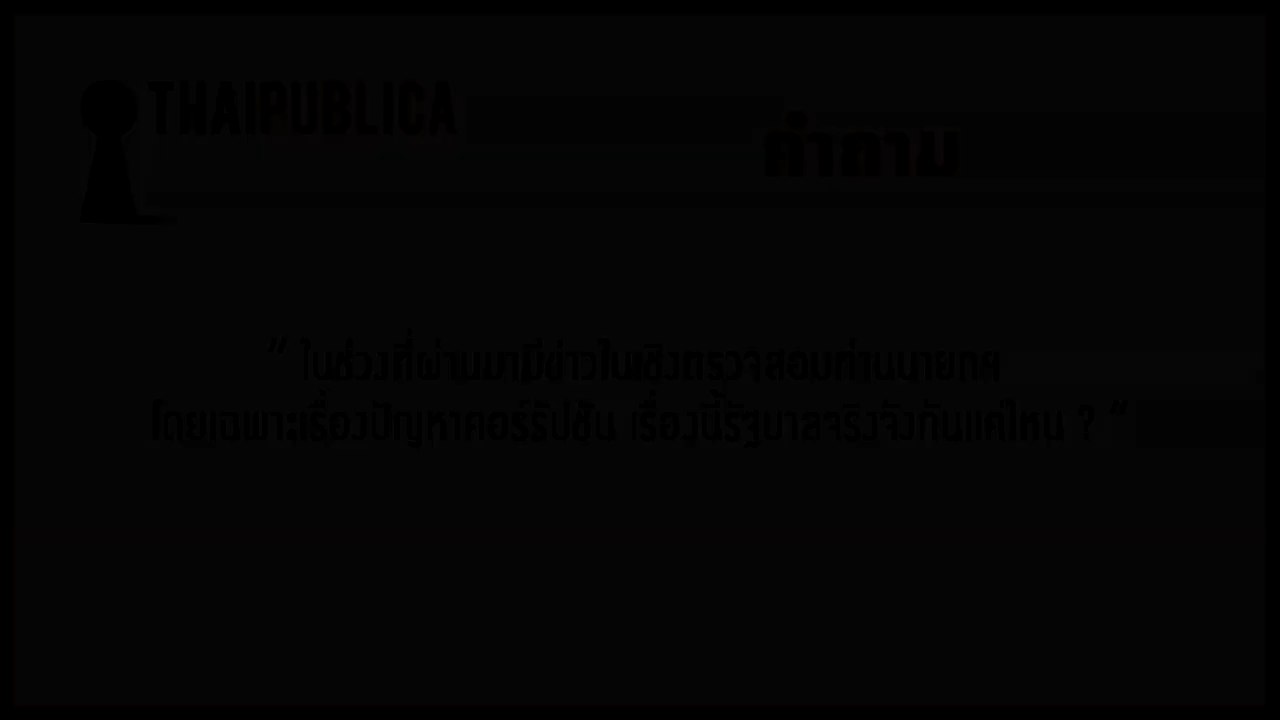 THAIPUBLICA
คำถาม
“ ในช่วงที่ผ่านมามีข่าวในเชิงตรวจสอบท่านนายกฯ
โดยเฉพาะเรื่องปัญหาคอร์รัปชัน เรื่องนี้รัฐบาลจริงจังกันแค่ไหน ? “